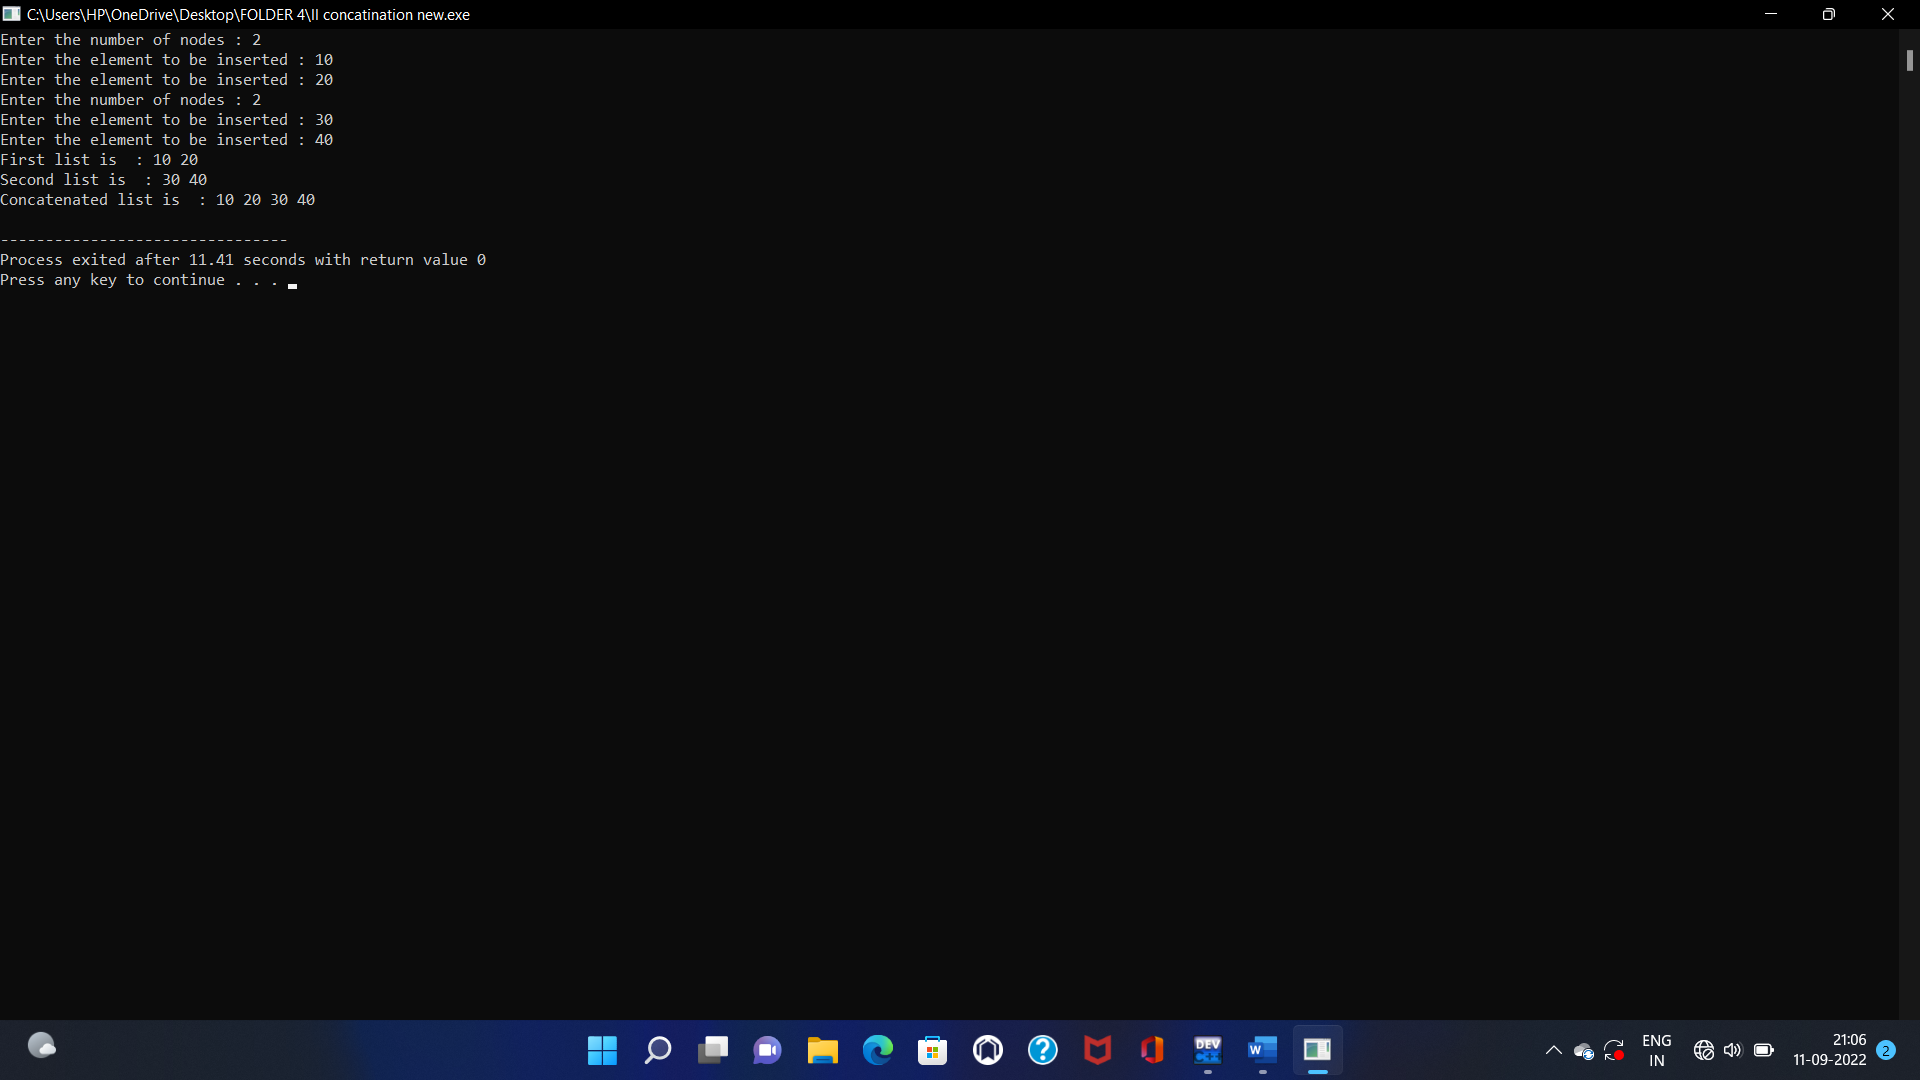 C:\Users\HP\OneDrive\Desktop\FOLDER 4\ll concatination new.exe
Enter the number of nodes : 2
Enter the element to be inserted : 10
Enter the element to be inserted : 20
Enter the number of nodes : 2
Enter the element to be inserted : 30
Enter the element to be inserted : 40
First list is  : 10 20
Second list is  : 30 40
Concatenated list is  : 10 20 30 40
--------------------------------
Process exited after 11.41 seconds with return value 0
Press any key to continue . . .
DEV
C++
W
ENG
IN
21:06
11-09-2022
2